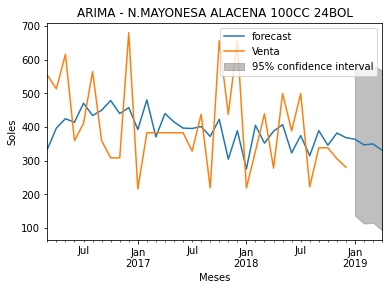 ARIMA - N.MAYONESA ALACENA 100CC 24BOL
forecast
Venta
95% confidence interval
Soles
700
600
500
400
300
200
100
Jul Jan Jul Jan Jul Jan
2017 2018 2019
Meses